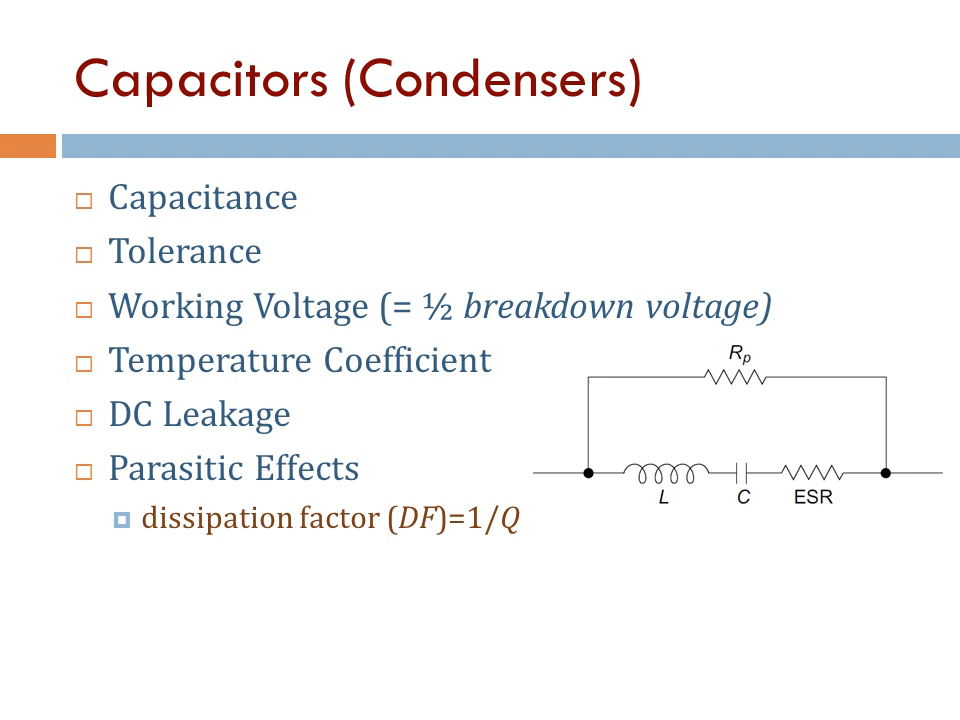 Capacitors (Condensers)
Capacitance
Tolerance
Working Voltage (= ½ breakdown voltage)
Temperature Coefficient
DC Leakage
Parasitic Effects
dissipation factor (DF)=1/Q
Rp
L C ESR